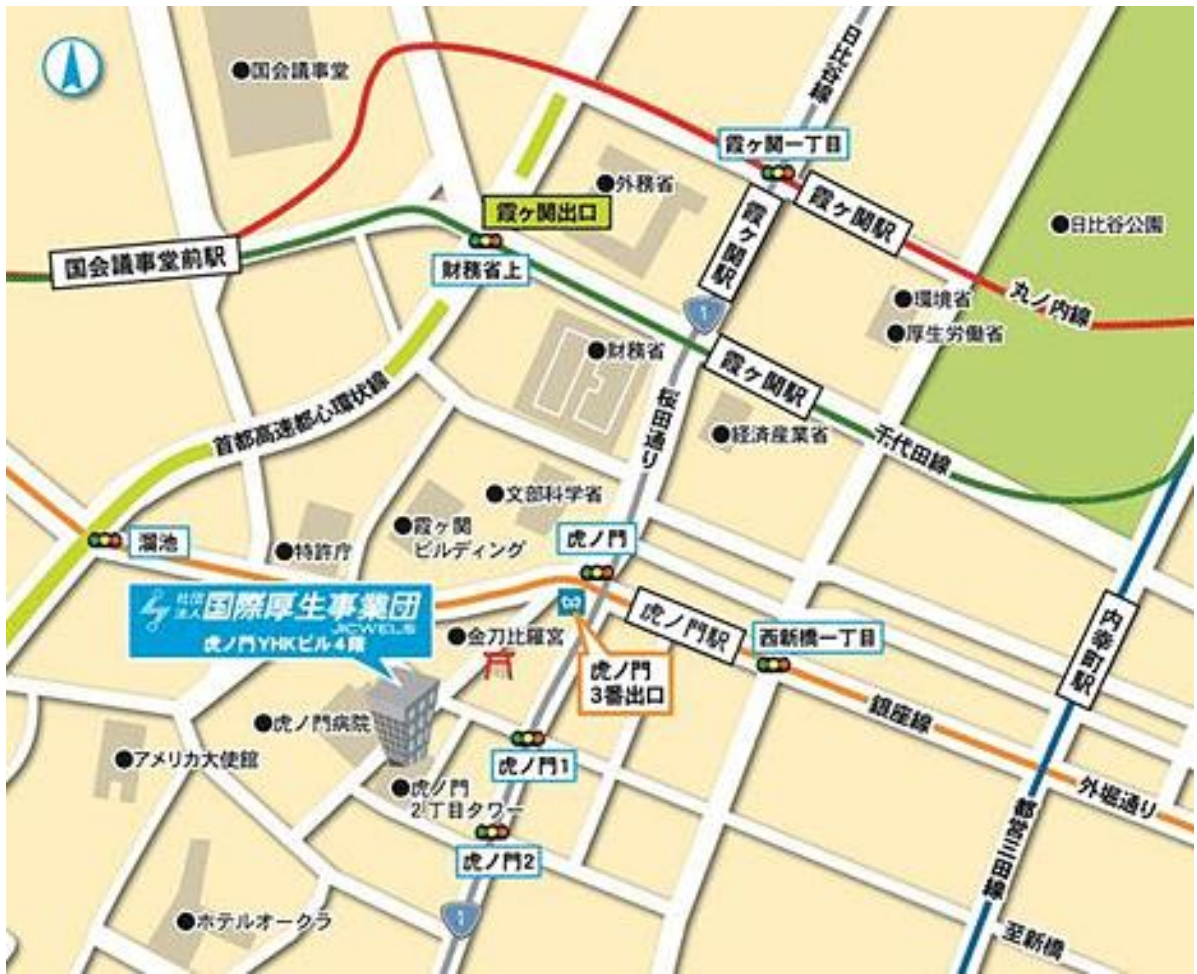 日比谷線
●国会議事堂
霞ヶ関一丁目
●外務省
霞ヶ関出口
霞ヶ関駅
霞ヶ関駅
●日比谷公園
国会議事堂前駅
財務省上
1
●環境省
丸ノ内線
●厚生労働省
●財務省
霞ヶ関駅
首都高速都心環状線
桜田通り
●経済産業省
千代田線
●文部科学省
●霞ヶ関
ビルディング
溜池
●特許庁
虎ノ門
社団
法人
国際厚生事業団
JICWELS
虎ノ門YHKビル4階
●金刀比羅宮
虎ノ門駅
西新橋一丁目
内幸町駅
虎ノ門
3番出口
●虎ノ門病院
銀座線
●アメリカ大使館
虎ノ門1
●虎ノ門
2丁目タワー
外堀通り
虎ノ門2
都営三田線
●ホテルオークラ
1
至新橋